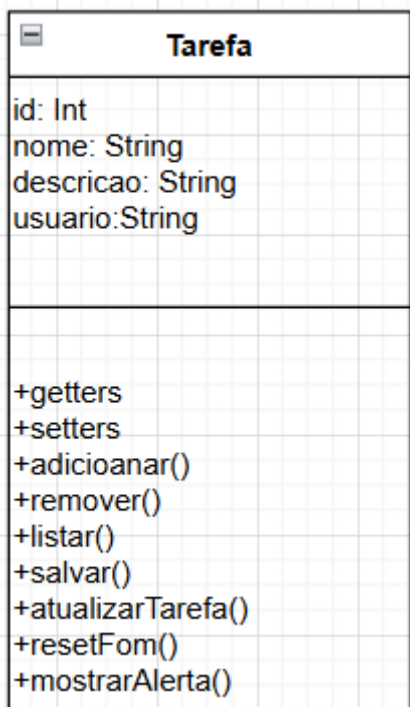 Tarefa
id: Int
nome: String
descricao: String
usuario:String
+getters
+setters
+adicioanar()
+remover()
+listar()
+salvar()
+atualizarTarefa()
+resetFom()
+mostrarAlerta()